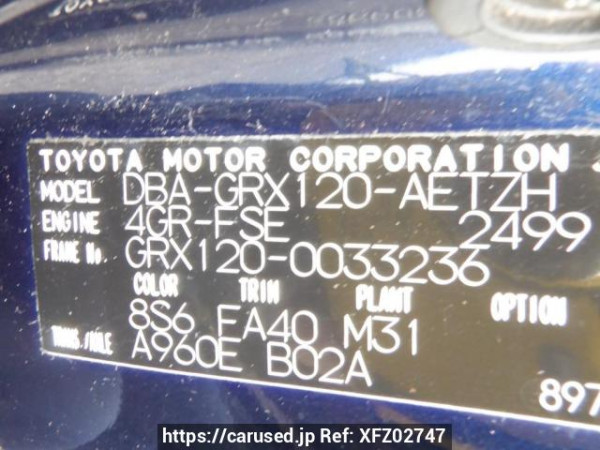 TOYOTA MOTOR CORPORATION
MODEL DBA-GRX120-AETZH
ENGINE 4GR-FSE 2499
FRAME No. GRX120-0033236
COLOR TRIM PLANT OPTION
8S6 FA40 M31
TRANS./AXLE A960E B02A
897
https://carused.jp Ref: XFZ02747